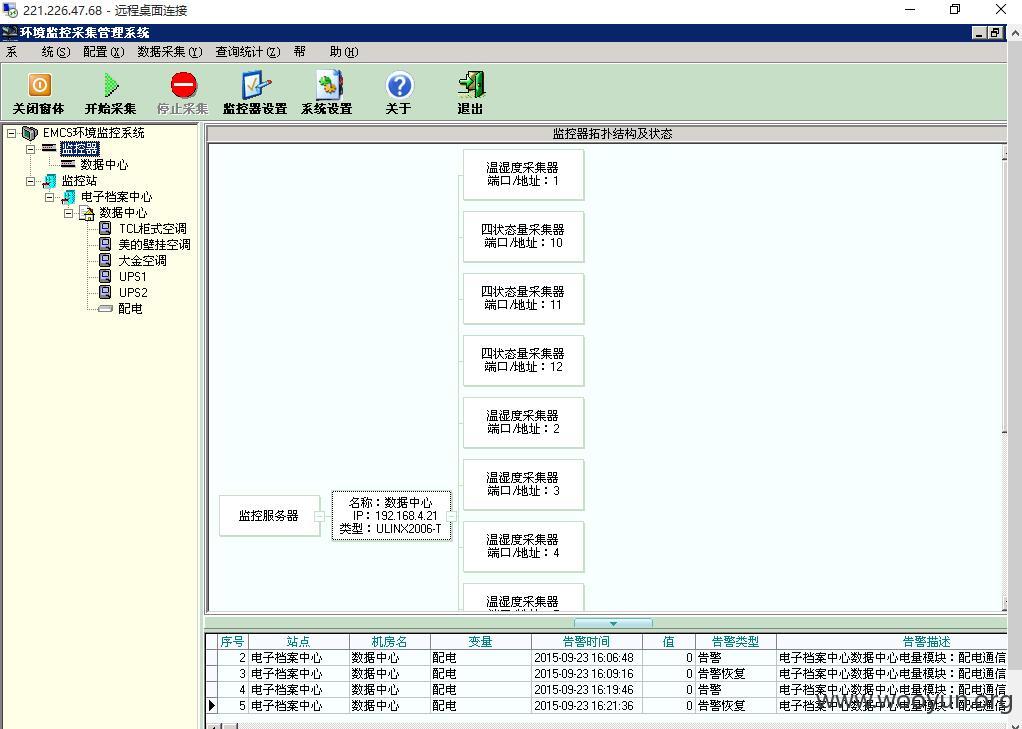 221.226.47.68 - 远程桌面连接
环境监控采集管理系统
系 统(S) 配置(X) 数据采集(Y) 查询统计(Z) 帮 助(H)
关闭窗体 开始采集 停止采集 监控器设置 系统设置 关于 退出
EMCS环境监控系统
监控器
数据中心
监控站
电子档案中心
数据中心
TCL柜式空调
美的壁挂空调
大金空调
UPS1
UPS2
配电
监控器拓扑结构及状态
温湿度采集器
端口/地址：1
四状态量采集器
端口/地址：10
四状态量采集器
端口/地址：11
四状态量采集器
端口/地址：12
温湿度采集器
端口/地址：2
温湿度采集器
端口/地址：3
温湿度采集器
端口/地址：4
温湿度采集器
监控服务器
名称：数据中心
IP：192.168.4.21
类型：ULINX2006-T
序号 站点 机房名 变量 告警时间 值 告警类型 告警描述
2 电子档案中心 数据中心 配电 2015-09-23 16:06:48 0 告警 电子档案中心数据中心电量模块：配电通信
3 电子档案中心 数据中心 配电 2015-09-23 16:09:16 0 告警恢复 电子档案中心数据中心电量模块：配电通信
4 电子档案中心 数据中心 配电 2015-09-23 16:19:46 0 告警 电子档案中心数据中心电量模块：配电通信
5 电子档案中心 数据中心 配电 2015-09-23 16:21:36 0 告警恢复 电子档案中心数据中心电量模块：配电通信
www.wooyun.org